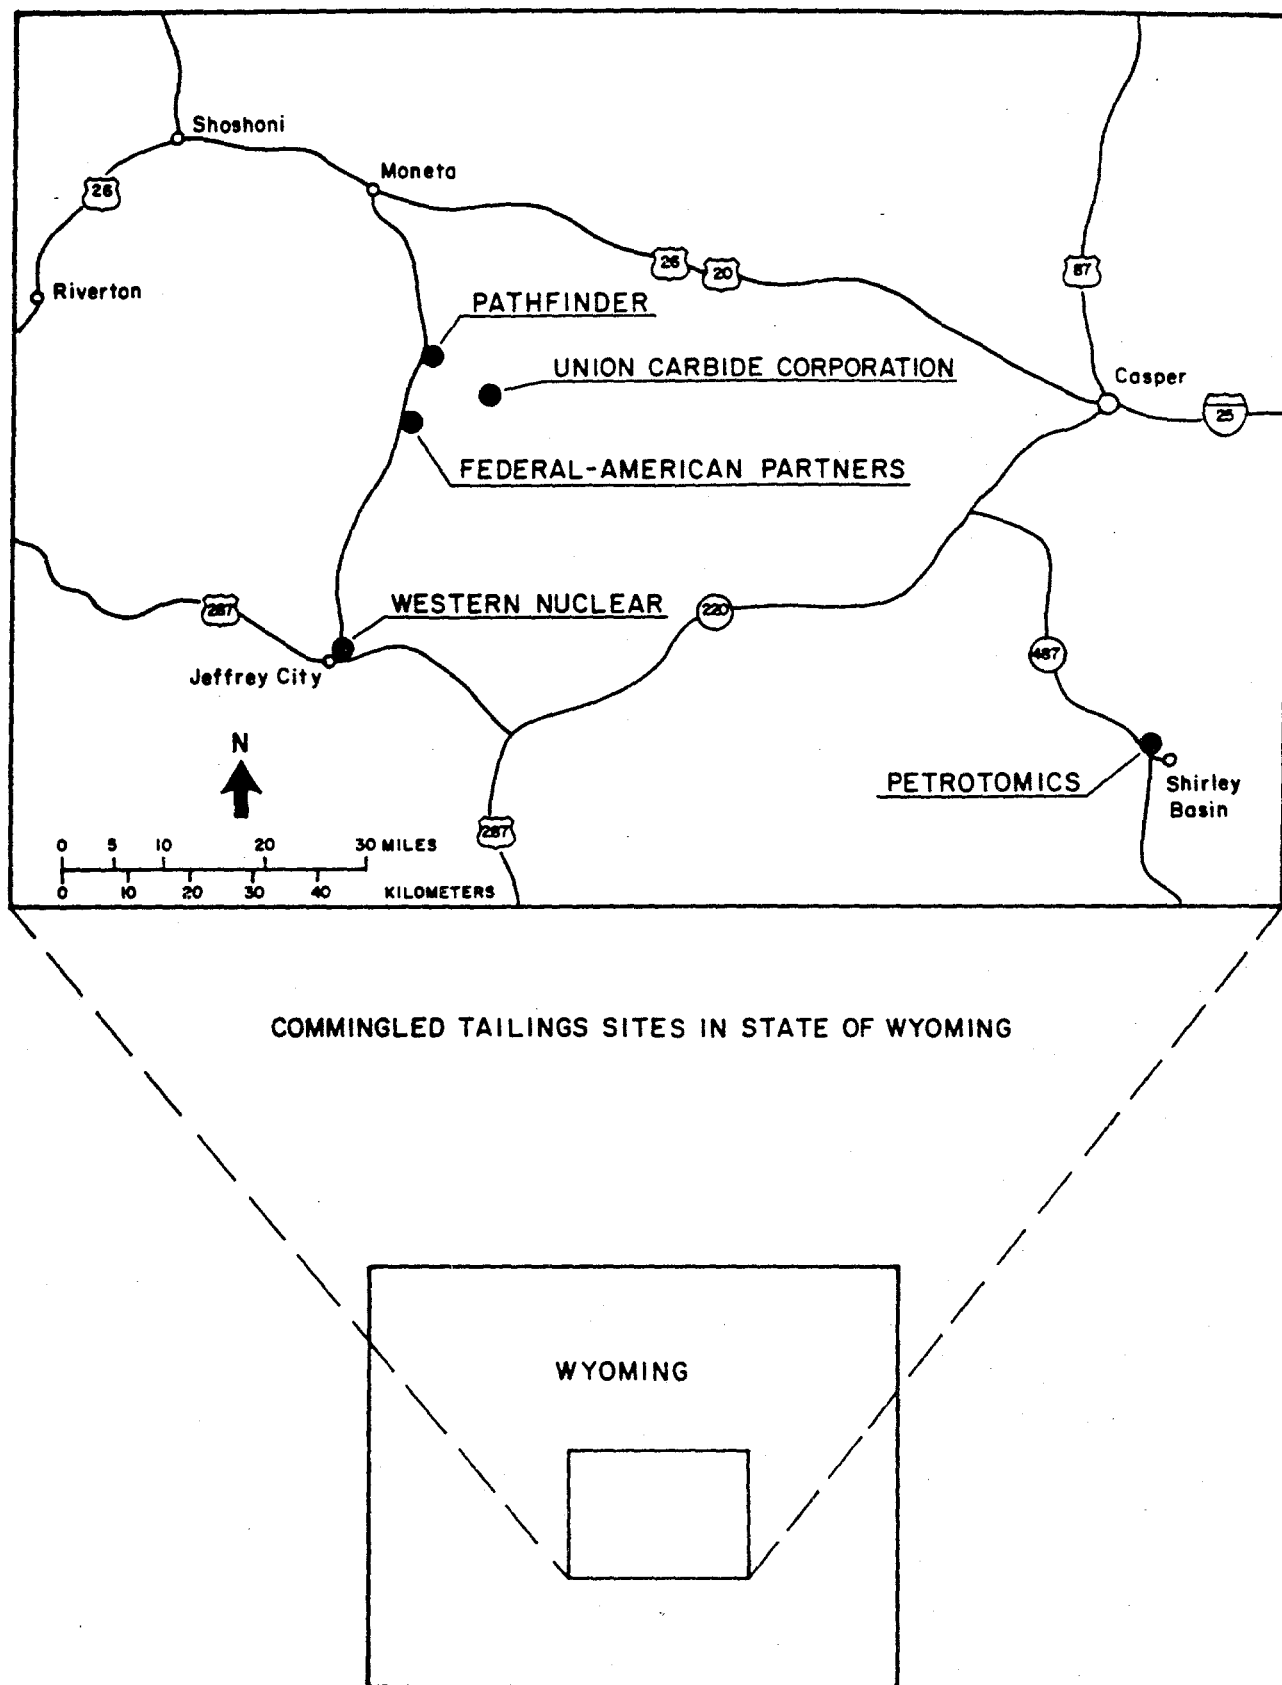 Shoshoni
Moneta
26
Riverton
26
20
87
PATHFINDER
UNION CARBIDE CORPORATION
Casper
25
FEDERAL-AMERICAN PARTNERS
WESTERN NUCLEAR
287
220
487
Jeffrey City
N
PETROTOMICS
Shirley
Basin
287
0 5 10 20 30 MILES
0 10 20 30 40 KILOMETERS
COMMINGLED TAILINGS SITES IN STATE OF WYOMING
WYOMING